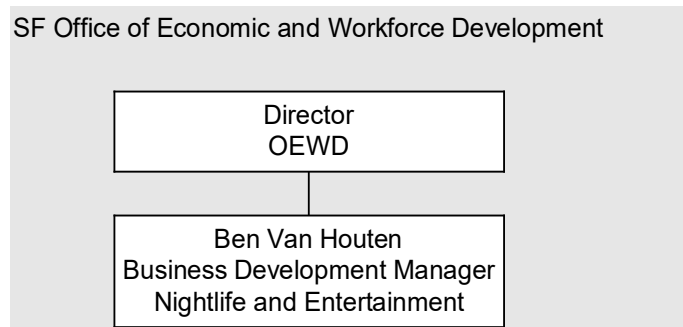 SF Office of Economic and Workforce Development
Director
OEWD
Ben Van Houten
Business Development Manager
Nightlife and Entertainment